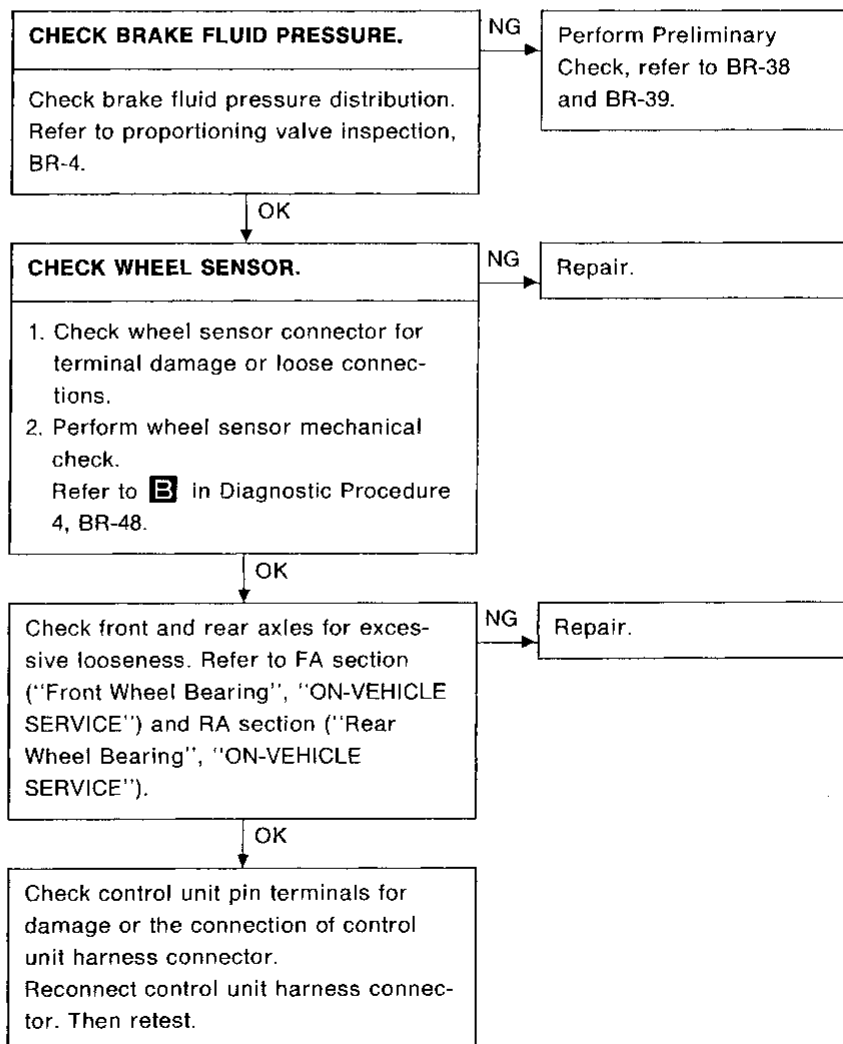 CHECK BRAKE FLUID PRESSURE.
Check brake fluid pressure distribution.
Refer to proportioning valve inspection,
BR-4.
NG
Perform Preliminary
Check, refer to BR-38
and BR-39.
OK
CHECK WHEEL SENSOR.
1. Check wheel sensor connector for
terminal damage or loose connec-
tions.
2. Perform wheel sensor mechanical
check.
Refer to B in Diagnostic Procedure
4, BR-48.
NG
Repair.
OK
Check front and rear axles for exces-
sive looseness. Refer to FA section
(‘‘Front Wheel Bearing’’, ‘‘ON-VEHICLE
SERVICE’’) and RA section (‘‘Rear
Wheel Bearing’’, ‘‘ON-VEHICLE
SERVICE’’).
NG
Repair.
OK
Check control unit pin terminals for
damage or the connection of control
unit harness connector.
Reconnect control unit harness connec-
tor. Then retest.